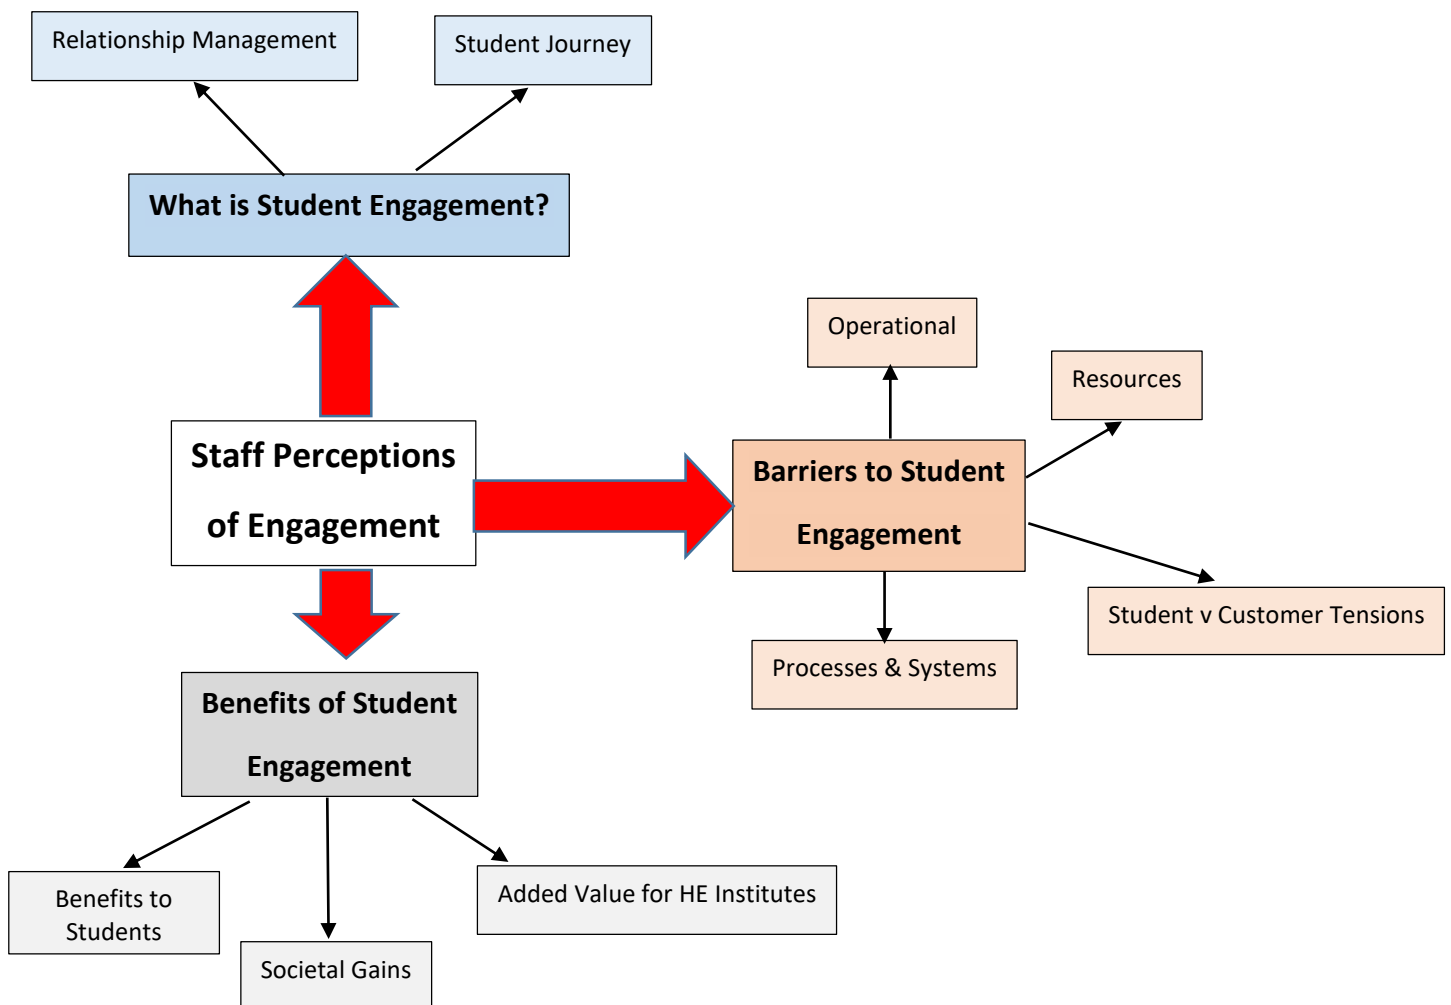 Relationship Management
Student Journey
What is Student Engagement?
Operational
Resources
Staff Perceptions
of Engagement
Barriers to Student
Engagement
Student v Customer Tensions
Processes & Systems
Benefits of Student
Engagement
Benefits to
Students
Added Value for HE Institutes
Societal Gains